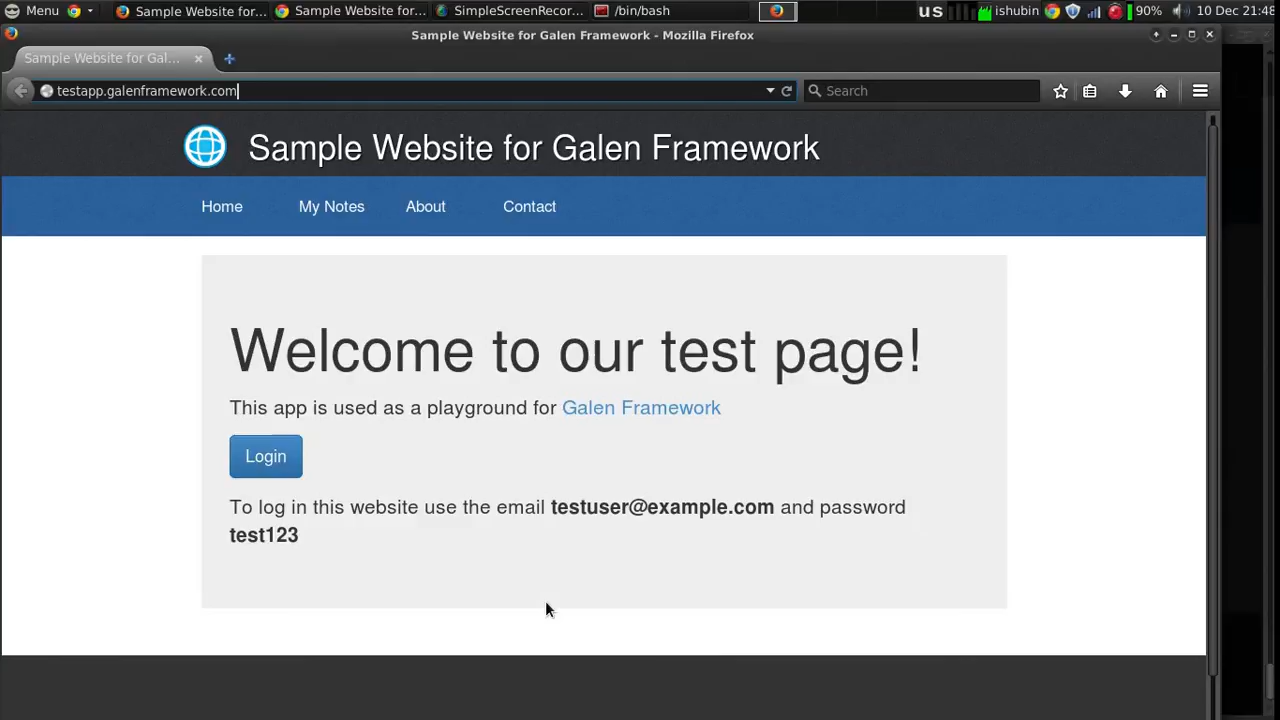 Menu
Sample Website for...
Sample Website for...
SimpleScreenRecor...
/bin/bash
us
ishubin
90%
10 Dec 21:48
Sample Website for Galen Framework - Mozilla Firefox
Sample Website for Gal...
testapp.galenframework.com
Search
Sample Website for Galen Framework
Home
My Notes
About
Contact
Welcome to our test page!
This app is used as a playground for Galen Framework
Login
To log in this website use the email testuser@example.com and password
test123